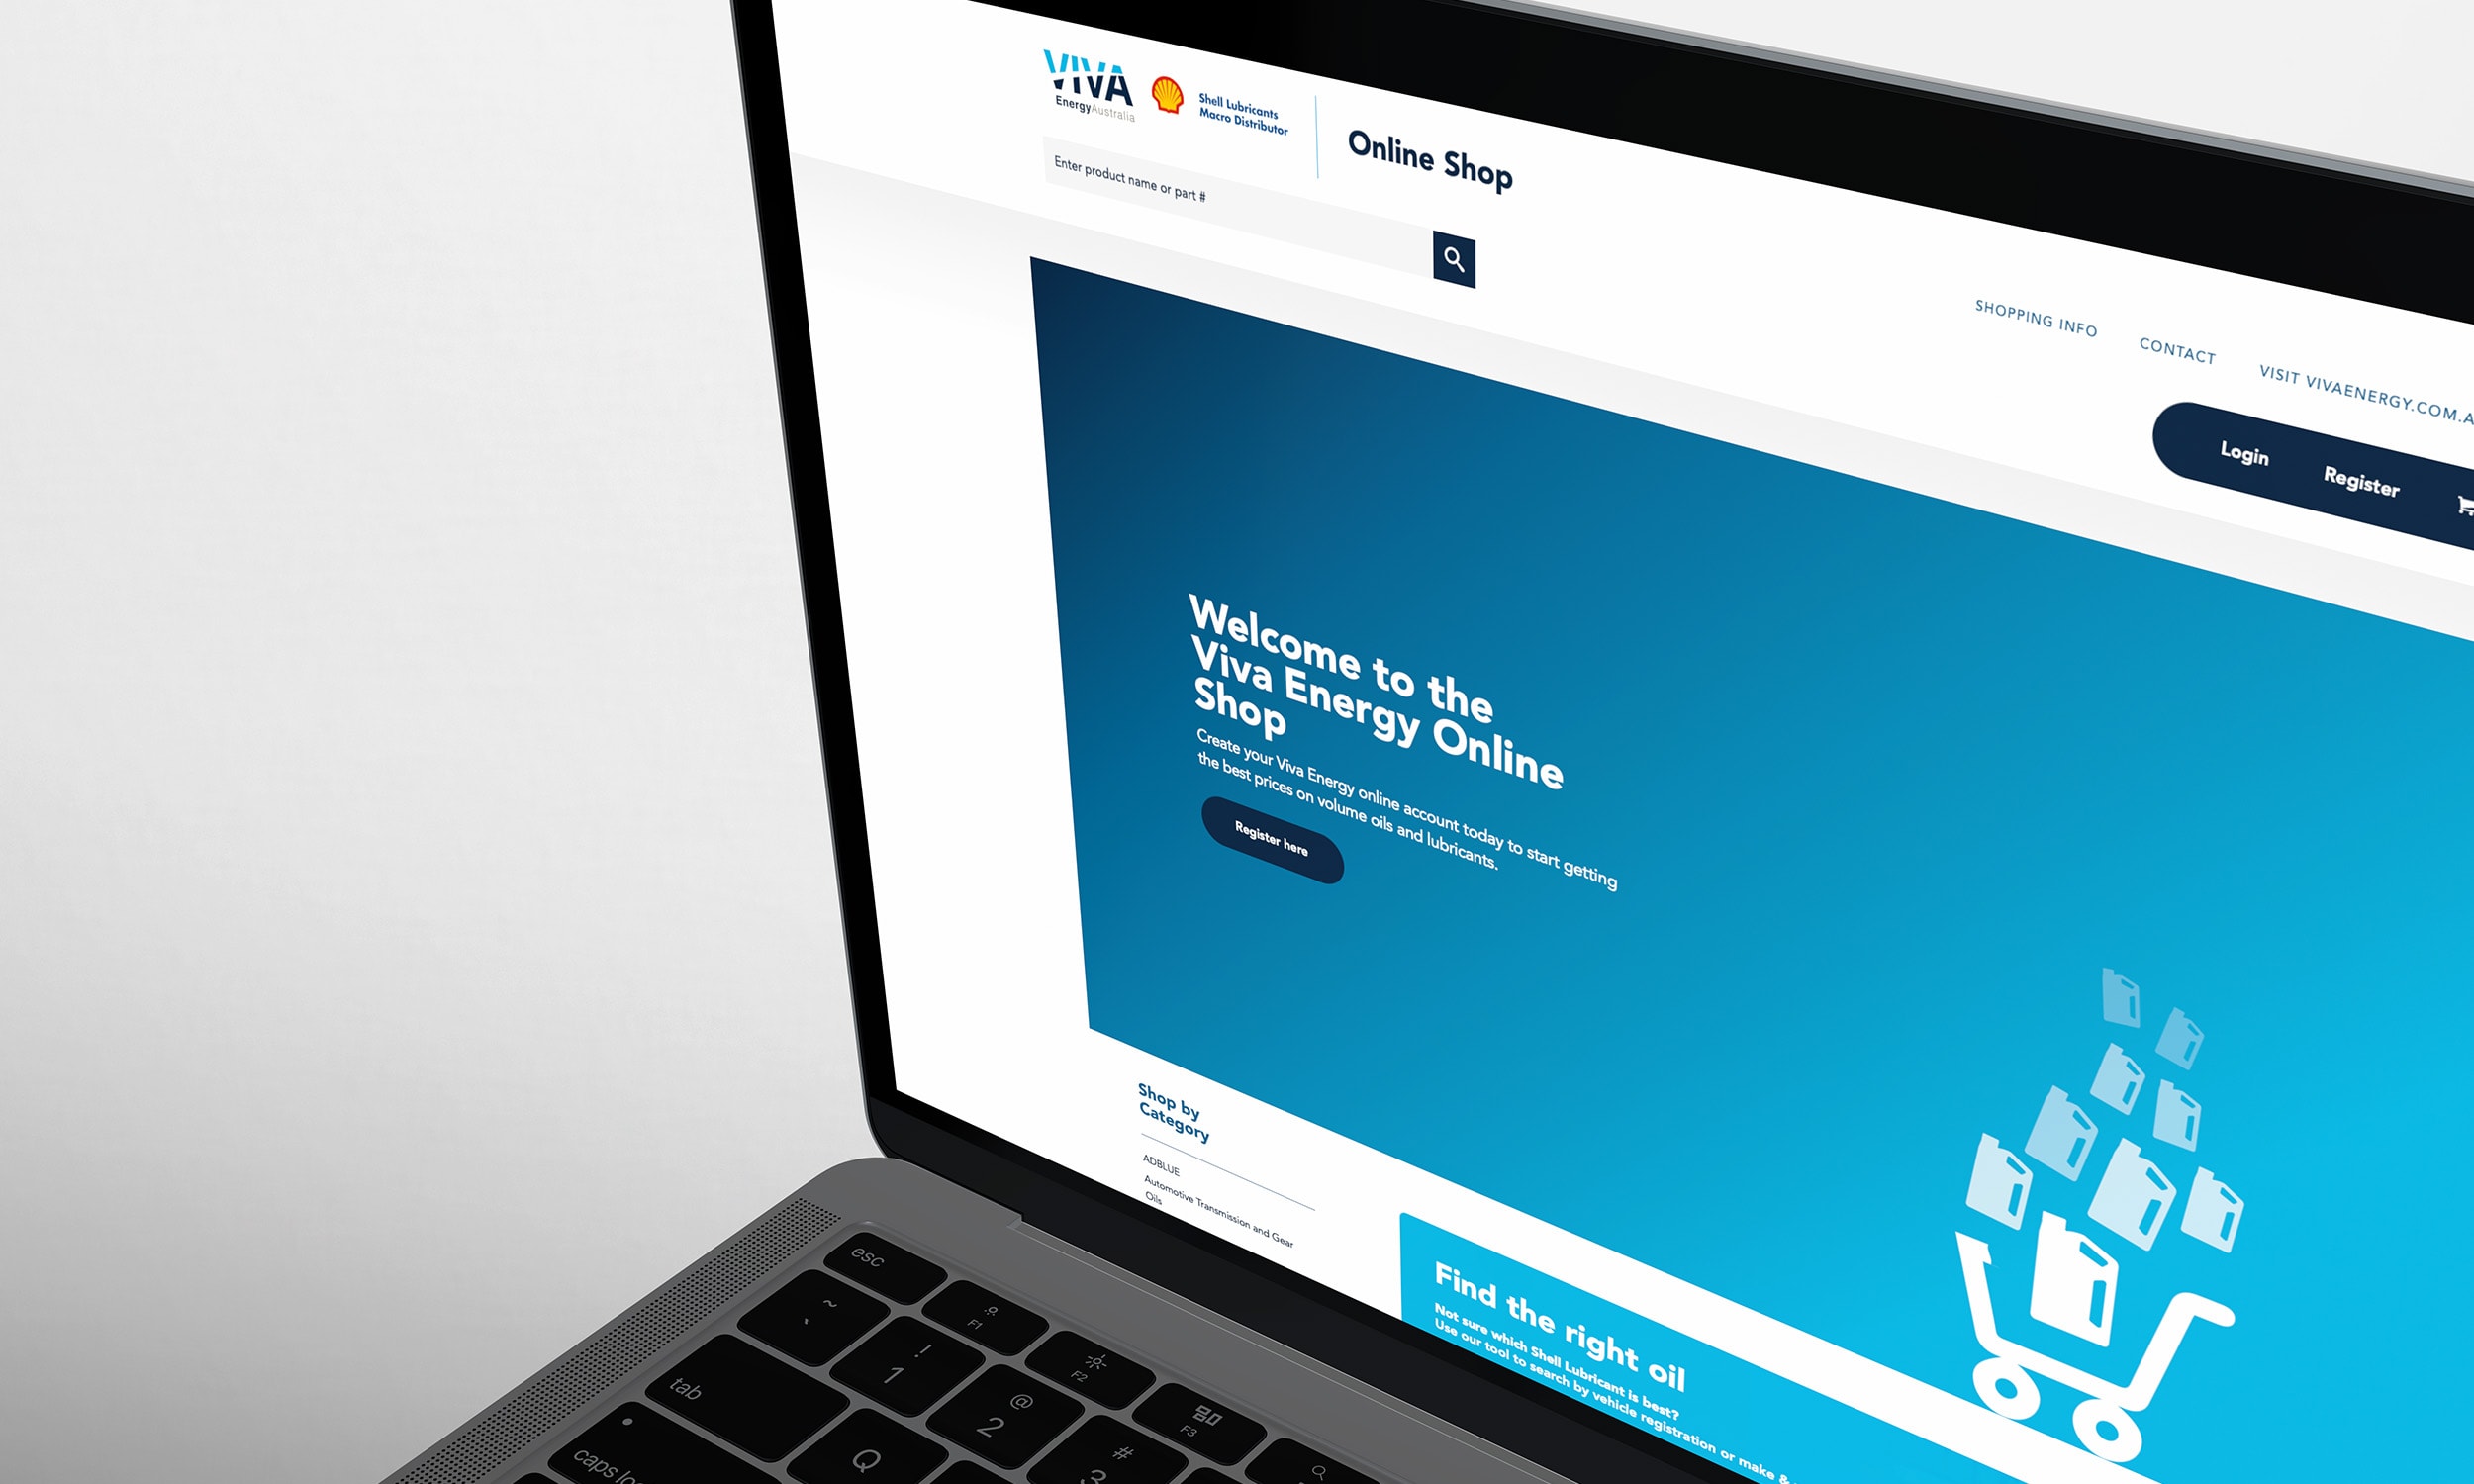 VIVA
EnergyAustralia
Shell Lubricants
Macro Distributor
Online Shop
Enter product name or part #
SHOPPING INFO
CONTACT
VISIT VIVAENERGY.COM.A
Login
Register
Welcome to the
Viva Energy Online
Shop
Create your Viva Energy online account today to start getting
the best prices on volume oils and lubricants.
Register here
Shop by
Category
ADBLUE
Automotive Transmission and Gear
Oils
Find the right oil
Not sure which Shell Lubricant is best?
Use our tool to search by vehicle registration or make &
esc
F1
F2
F3
~
`
!
1
@
2
#
3
tab
Q
caps loc